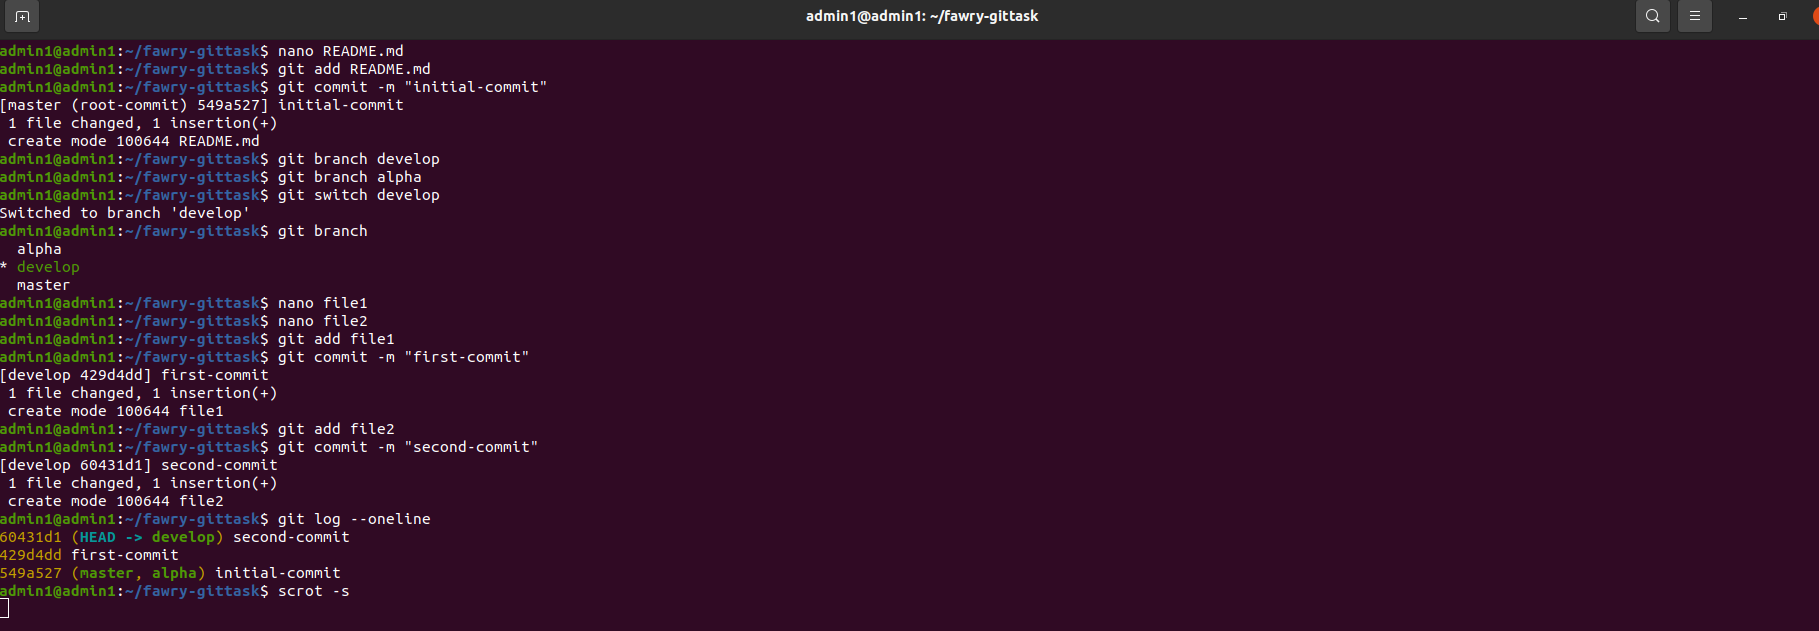 admin1@admin1: ~/fawry-gittask
admin1@admin1:~/fawry-gittask$ nano README.md
admin1@admin1:~/fawry-gittask$ git add README.md
admin1@admin1:~/fawry-gittask$ git commit -m "initial-commit"
[master (root-commit) 549a527] initial-commit
 1 file changed, 1 insertion(+)
 create mode 100644 README.md
admin1@admin1:~/fawry-gittask$ git branch develop
admin1@admin1:~/fawry-gittask$ git branch alpha
admin1@admin1:~/fawry-gittask$ git switch develop
Switched to branch 'develop'
admin1@admin1:~/fawry-gittask$ git branch
  alpha
* develop
  master
admin1@admin1:~/fawry-gittask$ nano file1
admin1@admin1:~/fawry-gittask$ nano file2
admin1@admin1:~/fawry-gittask$ git add file1
admin1@admin1:~/fawry-gittask$ git commit -m "first-commit"
[develop 429d4dd] first-commit
 1 file changed, 1 insertion(+)
 create mode 100644 file1
admin1@admin1:~/fawry-gittask$ git add file2
admin1@admin1:~/fawry-gittask$ git commit -m "second-commit"
[develop 60431d1] second-commit
 1 file changed, 1 insertion(+)
 create mode 100644 file2
admin1@admin1:~/fawry-gittask$ git log --oneline
60431d1 (HEAD -> develop) second-commit
429d4dd first-commit
549a527 (master, alpha) initial-commit
admin1@admin1:~/fawry-gittask$ scrot -s